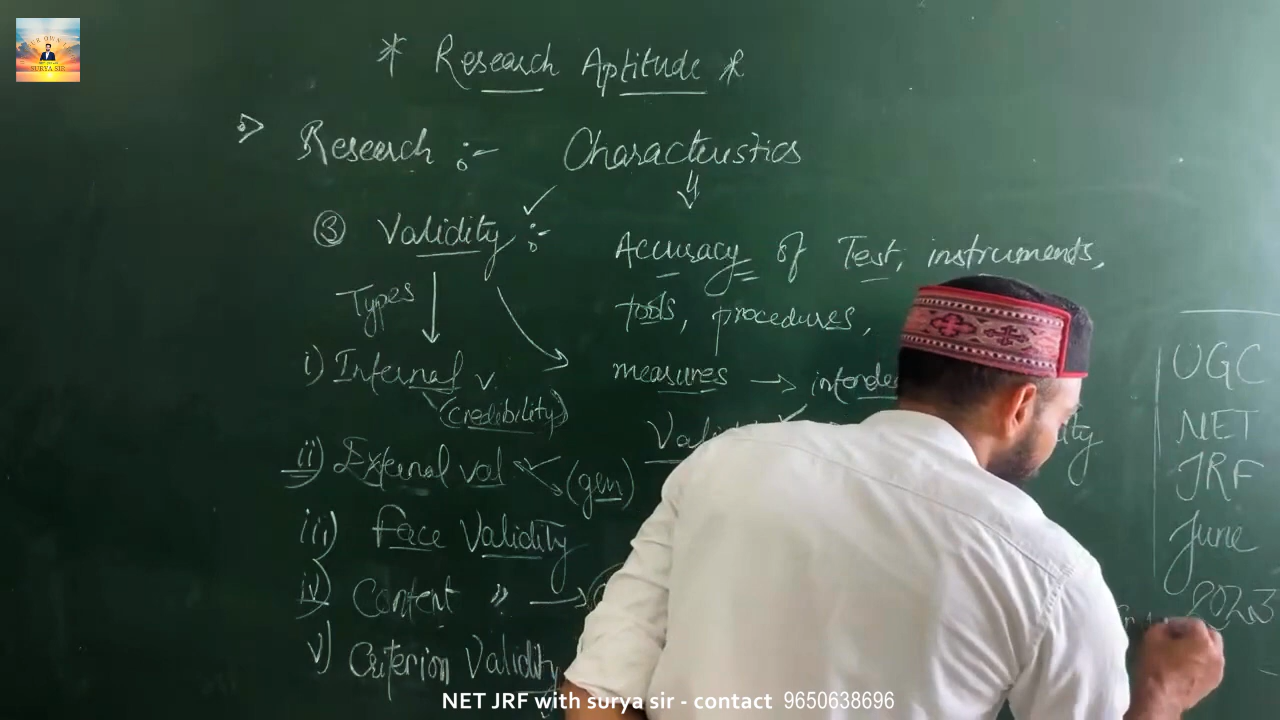 * Research Aptitude *
Research :- Characteristics
③ Validity :-
Accuracy of Test, instruments,
tools, procedures,
measures → intended
Types
i) Internal v.
(credibility)
ii) External val (gen)
iii) Face Validity
iv) Content " →
v) Criterion Validity
UGC
NET
JRF
June
2023
SURYA SIR
NET JRF with surya sir - contact 9650638696